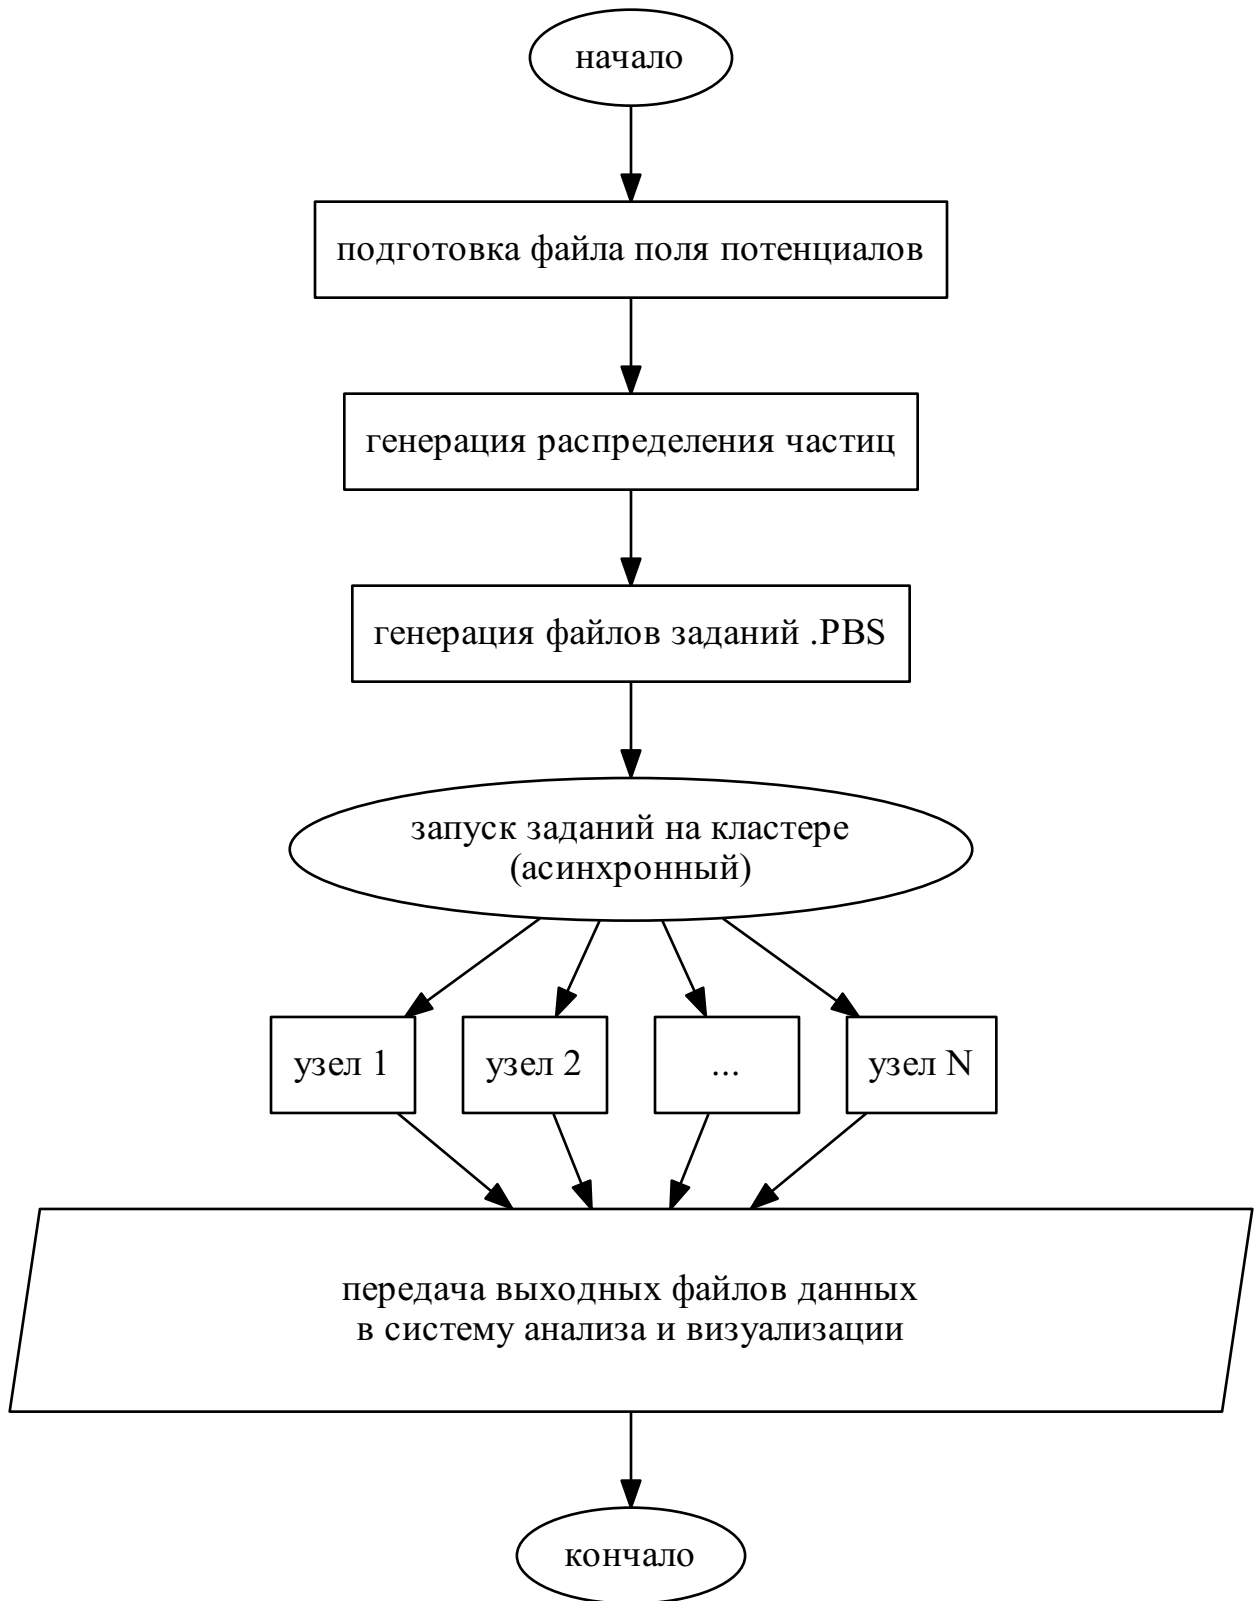 начало
подготовка файла поля потенциалов
генерация распределения частиц
генерация файлов заданий .PBS
запуск заданий на кластере
(асинхронный)
узел 1
узел 2
...
узел N
передача выходных файлов данных
в систему анализа и визуализации
кончало